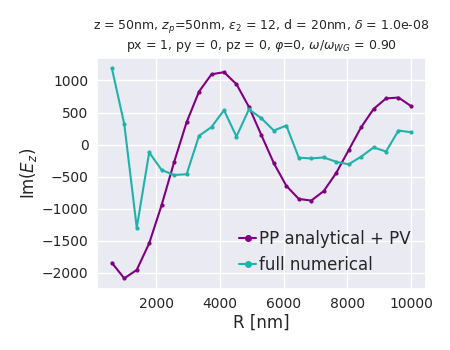 z = 50nm, z_p=50nm, ε_2 = 12, d = 20nm, δ = 1.0e-08
px = 1, py = 0, pz = 0, φ=0, ω/ω_WG = 0.90
Im(E_z)
1000
500
0
−500
−1000
−1500
−2000
PP analytical + PV
full numerical
2000
4000
6000
8000
10000
R [nm]